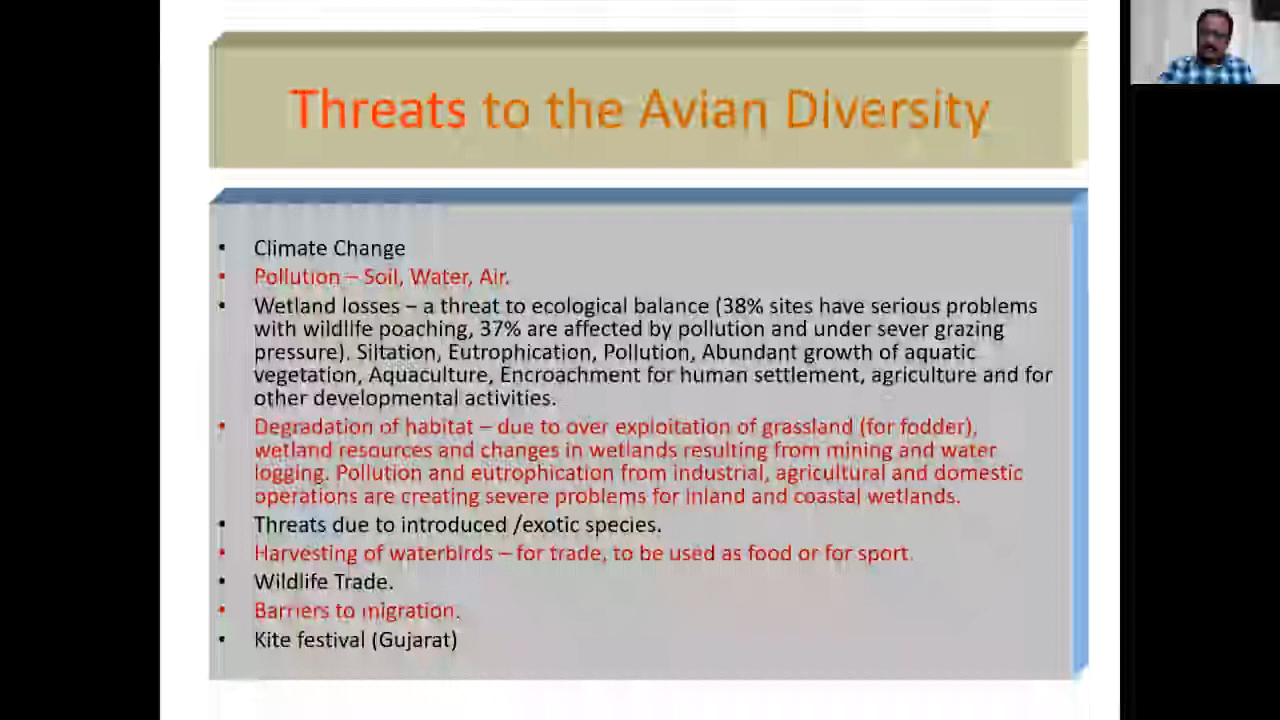 Threats to the Avian Diversity
• Climate Change
• Pollution – Soil, Water, Air.
• Wetland losses – a threat to ecological balance (38% sites have serious problems
with wildlife poaching, 37% are affected by pollution and under sever grazing
pressure). Siltation, Eutrophication, Pollution, Abundant growth of aquatic
vegetation, Aquaculture, Encroachment for human settlement, agriculture and for
other developmental activities.
• Degradation of habitat – due to over exploitation of grassland (for fodder),
wetland resources and changes in wetlands resulting from mining and water
logging. Pollution and eutrophication from industrial, agricultural and domestic
operations are creating severe problems for inland and coastal wetlands.
• Threats due to introduced /exotic species.
• Harvesting of waterbirds – for trade, to be used as food or for sport.
• Wildlife Trade.
• Barriers to migration.
• Kite festival (Gujarat)